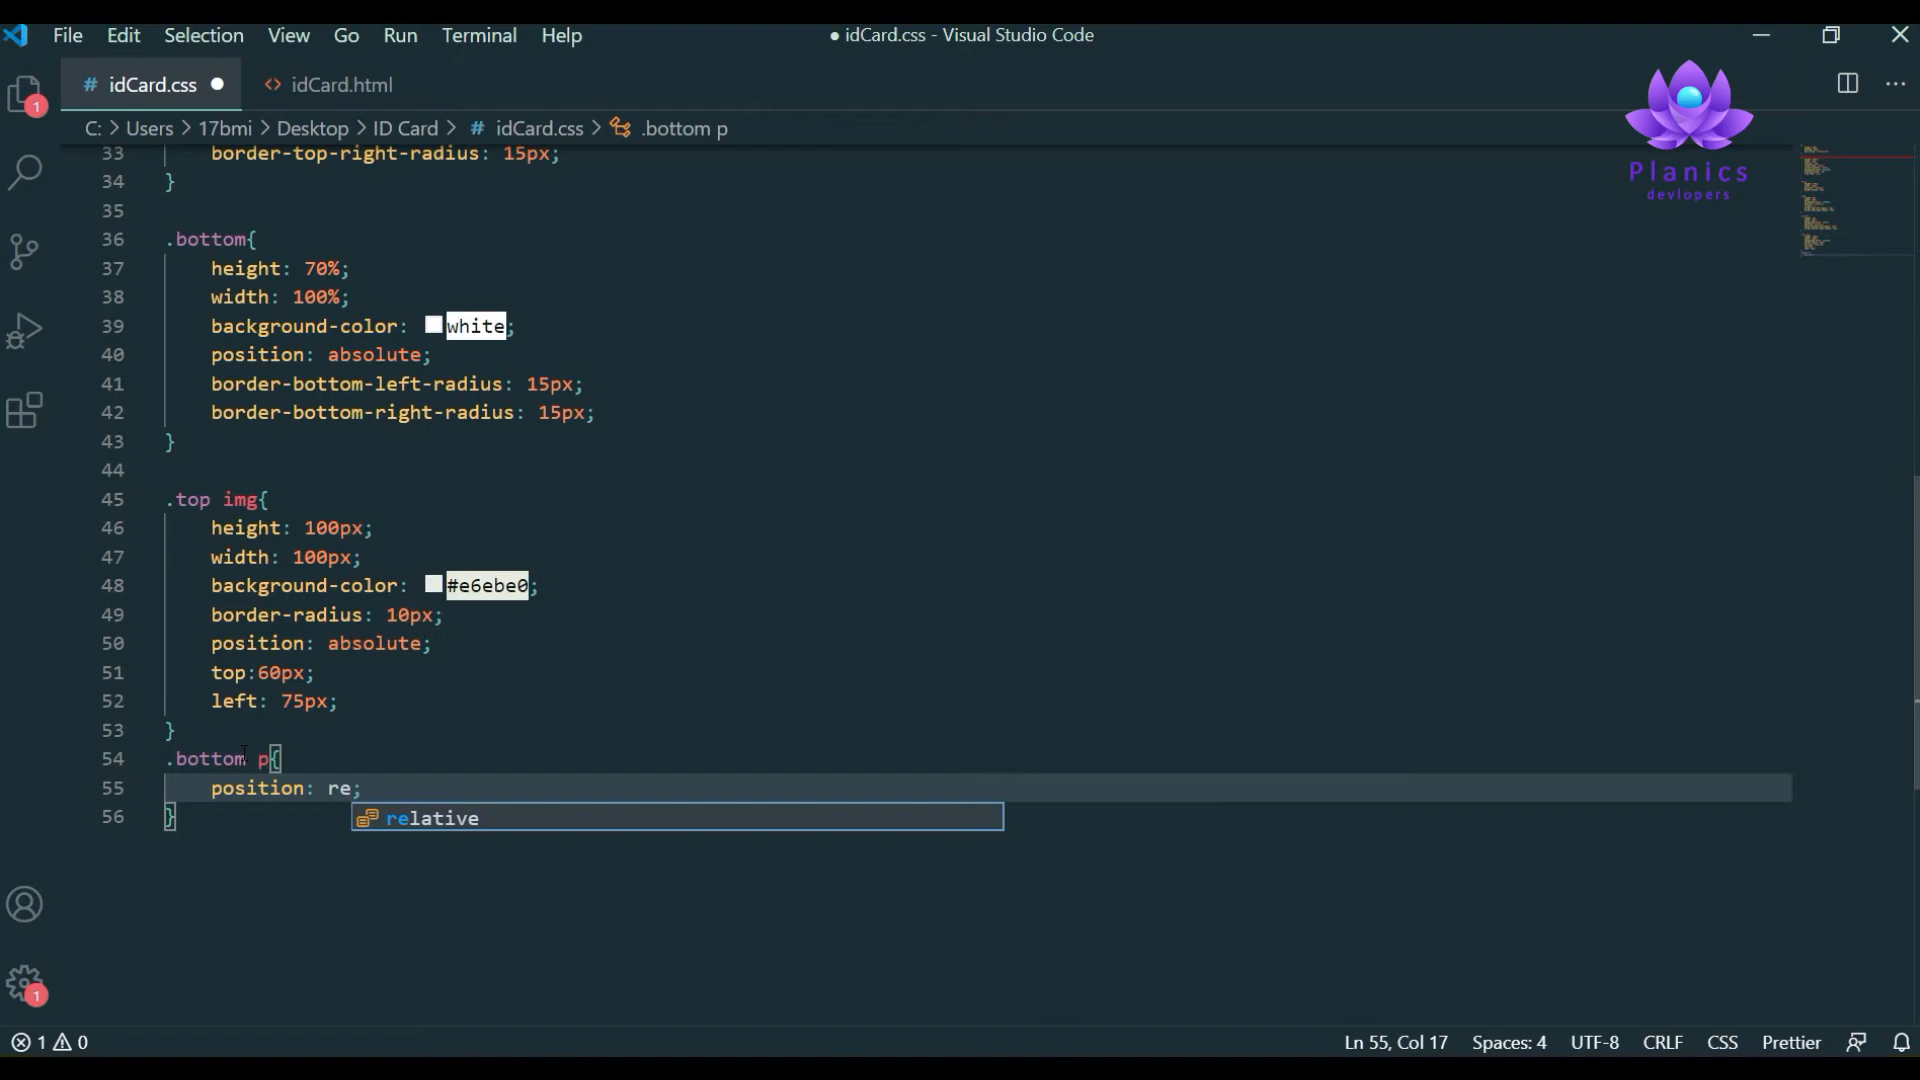 File Edit Selection View Go Run Terminal Help ● idCard.css - Visual Studio Code
# idCard.css ● <> idCard.html
C: > Users > 17bmi > Desktop > ID Card > # idCard.css > .bottom p
Planics
devlopers
33 border-top-right-radius: 15px;
34 }
35
36 .bottom{
37 height: 70%;
38 width: 100%;
39 background-color: white;
40 position: absolute;
41 border-bottom-left-radius: 15px;
42 border-bottom-right-radius: 15px;
43 }
44
45 .top img{
46 height: 100px;
47 width: 100px;
48 background-color: #e6ebe0;
49 border-radius: 10px;
50 position: absolute;
51 top:60px;
52 left: 75px;
53 }
54 .bottom p{
55 position: re;
56 }
relative
1
1
1 0 Ln 55, Col 17 Spaces: 4 UTF-8 CRLF CSS Prettier